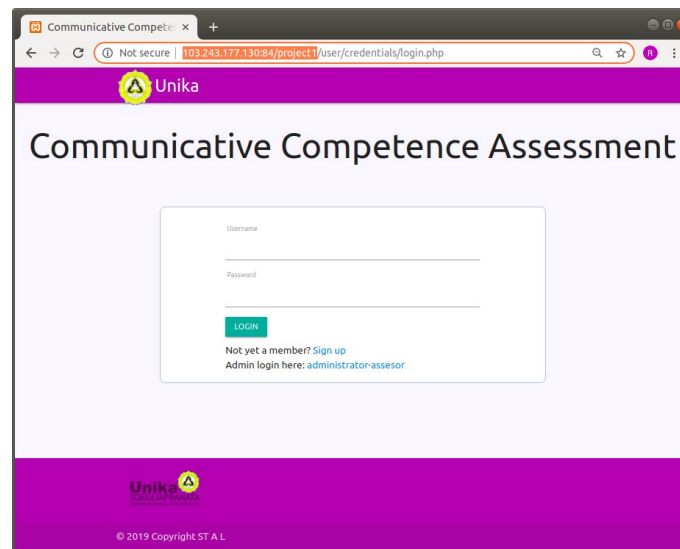 Communicative Compete
Not secure | 103.243.177.130:84/project1/user/credentials/login.php
R
Unika
Communicative Competence Assessment
Username
Password
LOGIN
Not yet a member? Sign up
Admin login here: administrator-assesor
Unika
SOEGIJAPRANATA
© 2019 Copyright ST A L